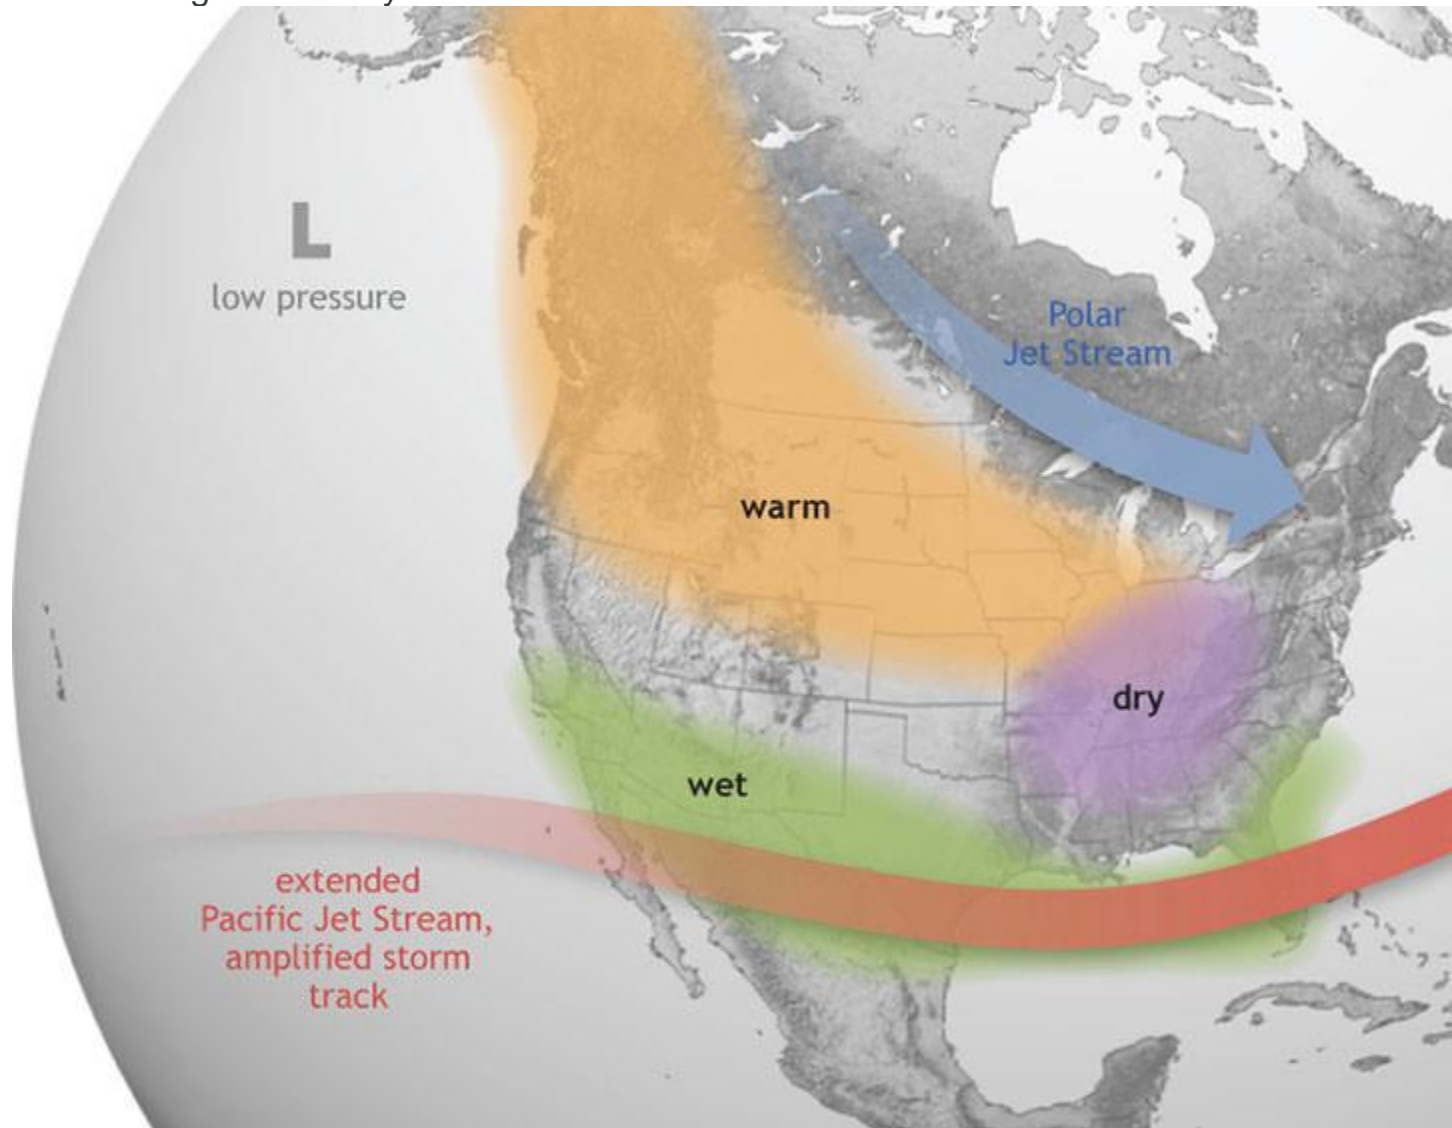 L
low pressure
Polar
Jet Stream
warm
dry
wet
extended
Pacific Jet Stream,
amplified storm
track